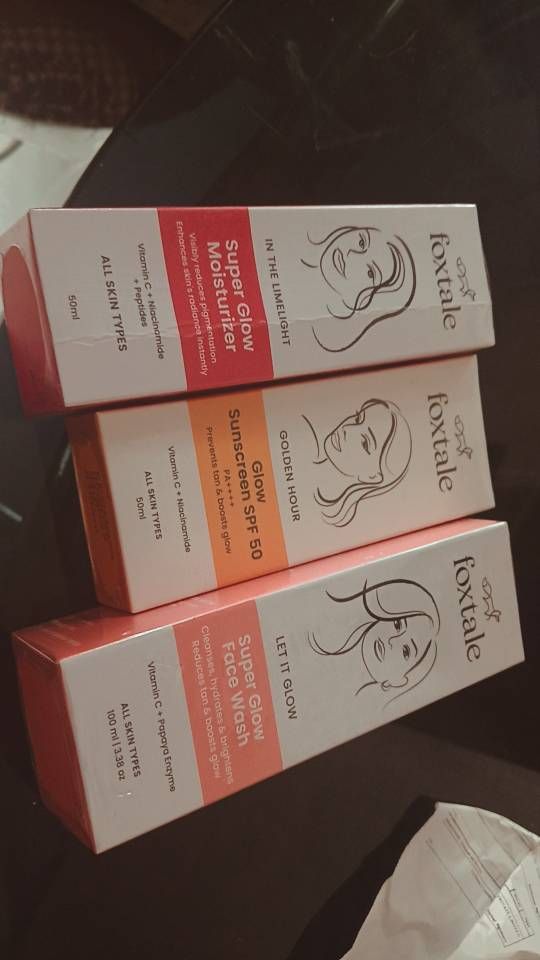 foxtale
IN THE LIMELIGHT
Super Glow
Moisturizer
Visibly reduces pigmentation
Enhances skin's radiance instantly
Vitamin C + Niacinamide
+ Peptides
ALL SKIN TYPES
50ml
foxtale
GOLDEN HOUR
Glow
Sunscreen SPF 50
PA++++
Prevents tan & boosts glow
Vitamin C + Niacinamide
ALL SKIN TYPES
50ml
foxtale
LET IT GLOW
Super Glow
Face Wash
Cleanses, hydrates & brightens
Reduces tan & boosts glow
Vitamin C + Papaya Enzyme
ALL SKIN TYPES
100 ml | 3.38 oz